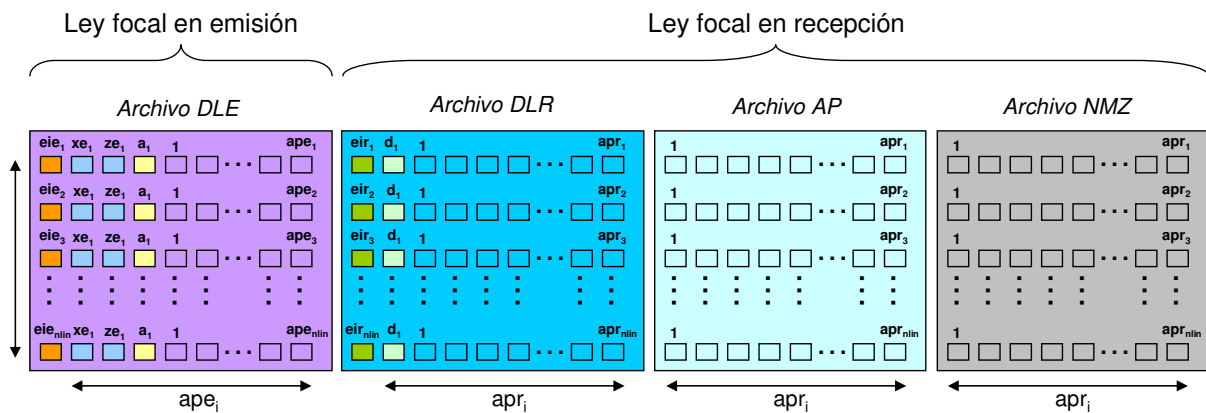 Ley focal en emisión
Ley focal en recepción
Archivo DLE
Archivo DLR
Archivo AP
Archivo NMZ
eie₁ xe₁ ze₁ a₁ 1 ape₁
eir₁ d₁ 1 apr₁
1 apr₁
1 apr₁
...
...
...
...
eie₂ xe₁ ze₁ a₁ 1 ape₂
eir₂ d₁ 1 apr₂
1 apr₂
1 apr₂
...
...
...
...
eie₃ xe₁ ze₁ a₁ 1 ape₃
eir₃ d₁ 1 apr₃
1 apr₃
1 apr₃
...
...
...
...
eieₙₗᵢₙ xe₁ ze₁ a₁ 1 apeₙₗᵢₙ
eirₙₗᵢₙ d₁ 1 aprₙₗᵢₙ
1 aprₙₗᵢₙ
1 aprₙₗᵢₙ
...
...
...
...
apeᵢ
aprᵢ
aprᵢ
aprᵢ